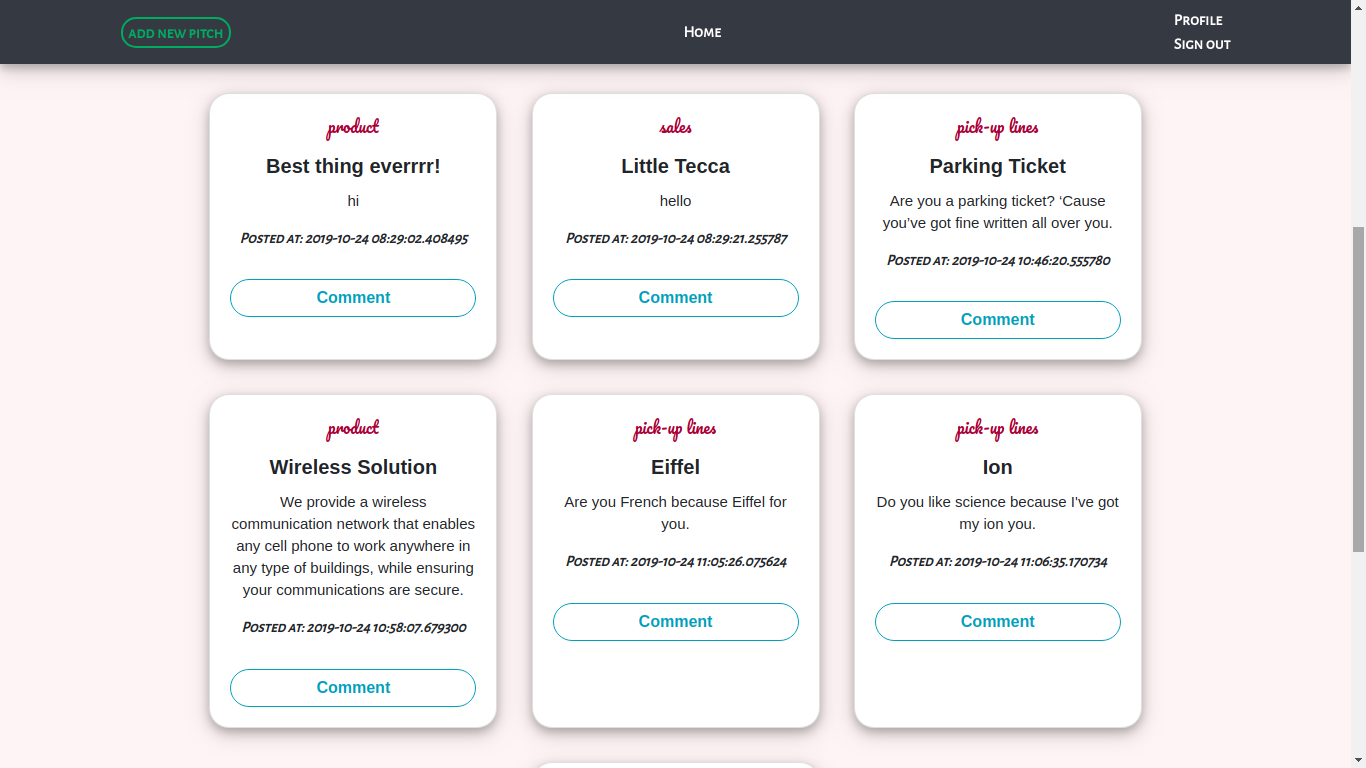 ADD NEW PITCH
Home
Profile
Sign out
product
Best thing everrrr!
hi
Posted at: 2019-10-24 08:29:02.408495
Comment
sales
Little Tecca
hello
Posted at: 2019-10-24 08:29:21.255787
Comment
pick-up lines
Parking Ticket
Are you a parking ticket? ‘Cause
you’ve got fine written all over you.
Posted at: 2019-10-24 10:46:20.555780
Comment
product
Wireless Solution
We provide a wireless
communication network that enables
any cell phone to work anywhere in
any type of buildings, while ensuring
your communications are secure.
Posted at: 2019-10-24 10:58:07.679300
Comment
pick-up lines
Eiffel
Are you French because Eiffel for
you.
Posted at: 2019-10-24 11:05:26.075624
Comment
pick-up lines
Ion
Do you like science because I've got
my ion you.
Posted at: 2019-10-24 11:06:35.170734
Comment